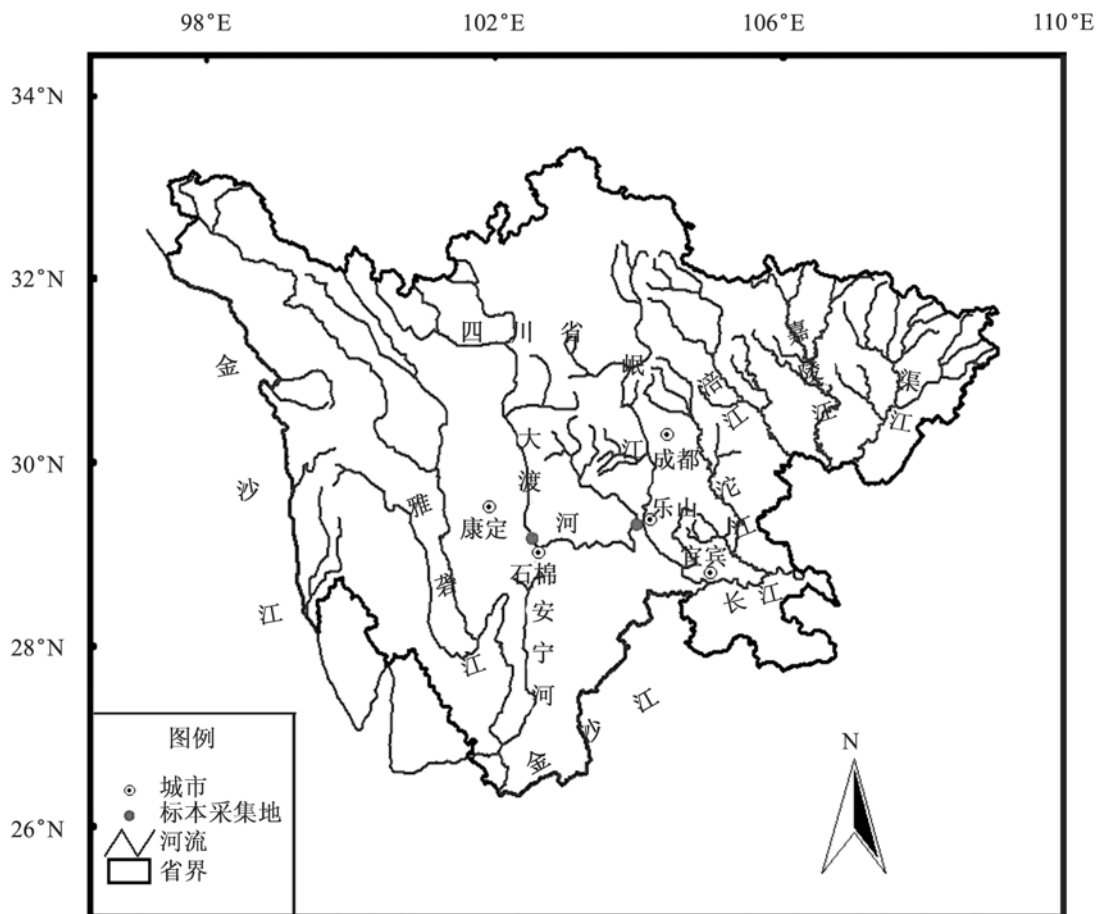 98°E 102°E 106°E 110°E
34°N
32°N
30°N
28°N
26°N
四川省
金沙江
雅砻江
大渡河
安宁河
岷江
涪江
沱江
嘉陵江
渠江
长江
金沙江
成都
康定
乐山
石棉
宜宾
图例
城市
标本采集地
河流
省界
N